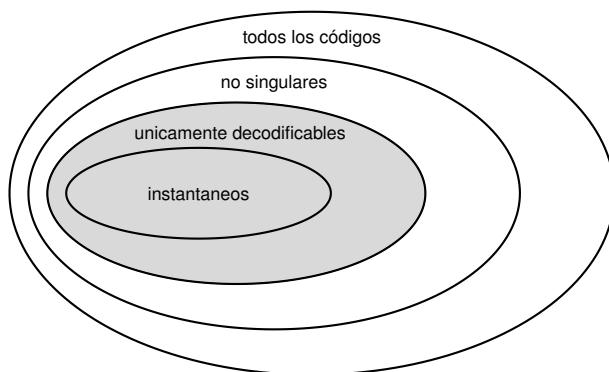 todos los códigos
no singulares
unicamente decodificables
instantaneos